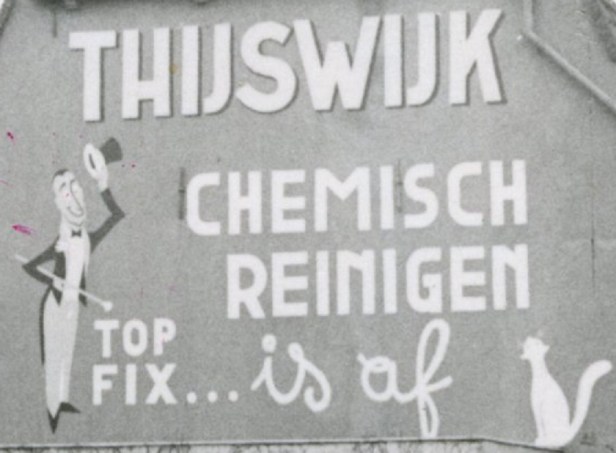 THIJSWIJK
CHEMISCH
REINIGEN
TOP
FIX... is af